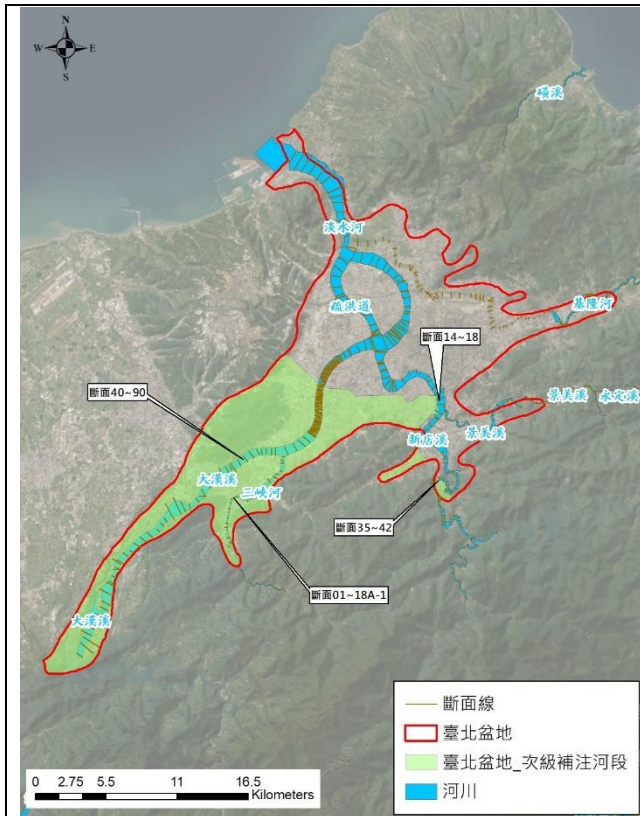 N
W E
S
磺溪
淡水河
基隆河
疏洪道
斷面14~18
斷面40~90
景美溪
永定溪
景美溪
新店溪
大漢溪
三峽河
斷面35~42
斷面01~18A-1
大漢溪
斷面線
臺北盆地
臺北盆地_次級補注河段
河川
0 2.75 5.5 11 16.5
Kilometers